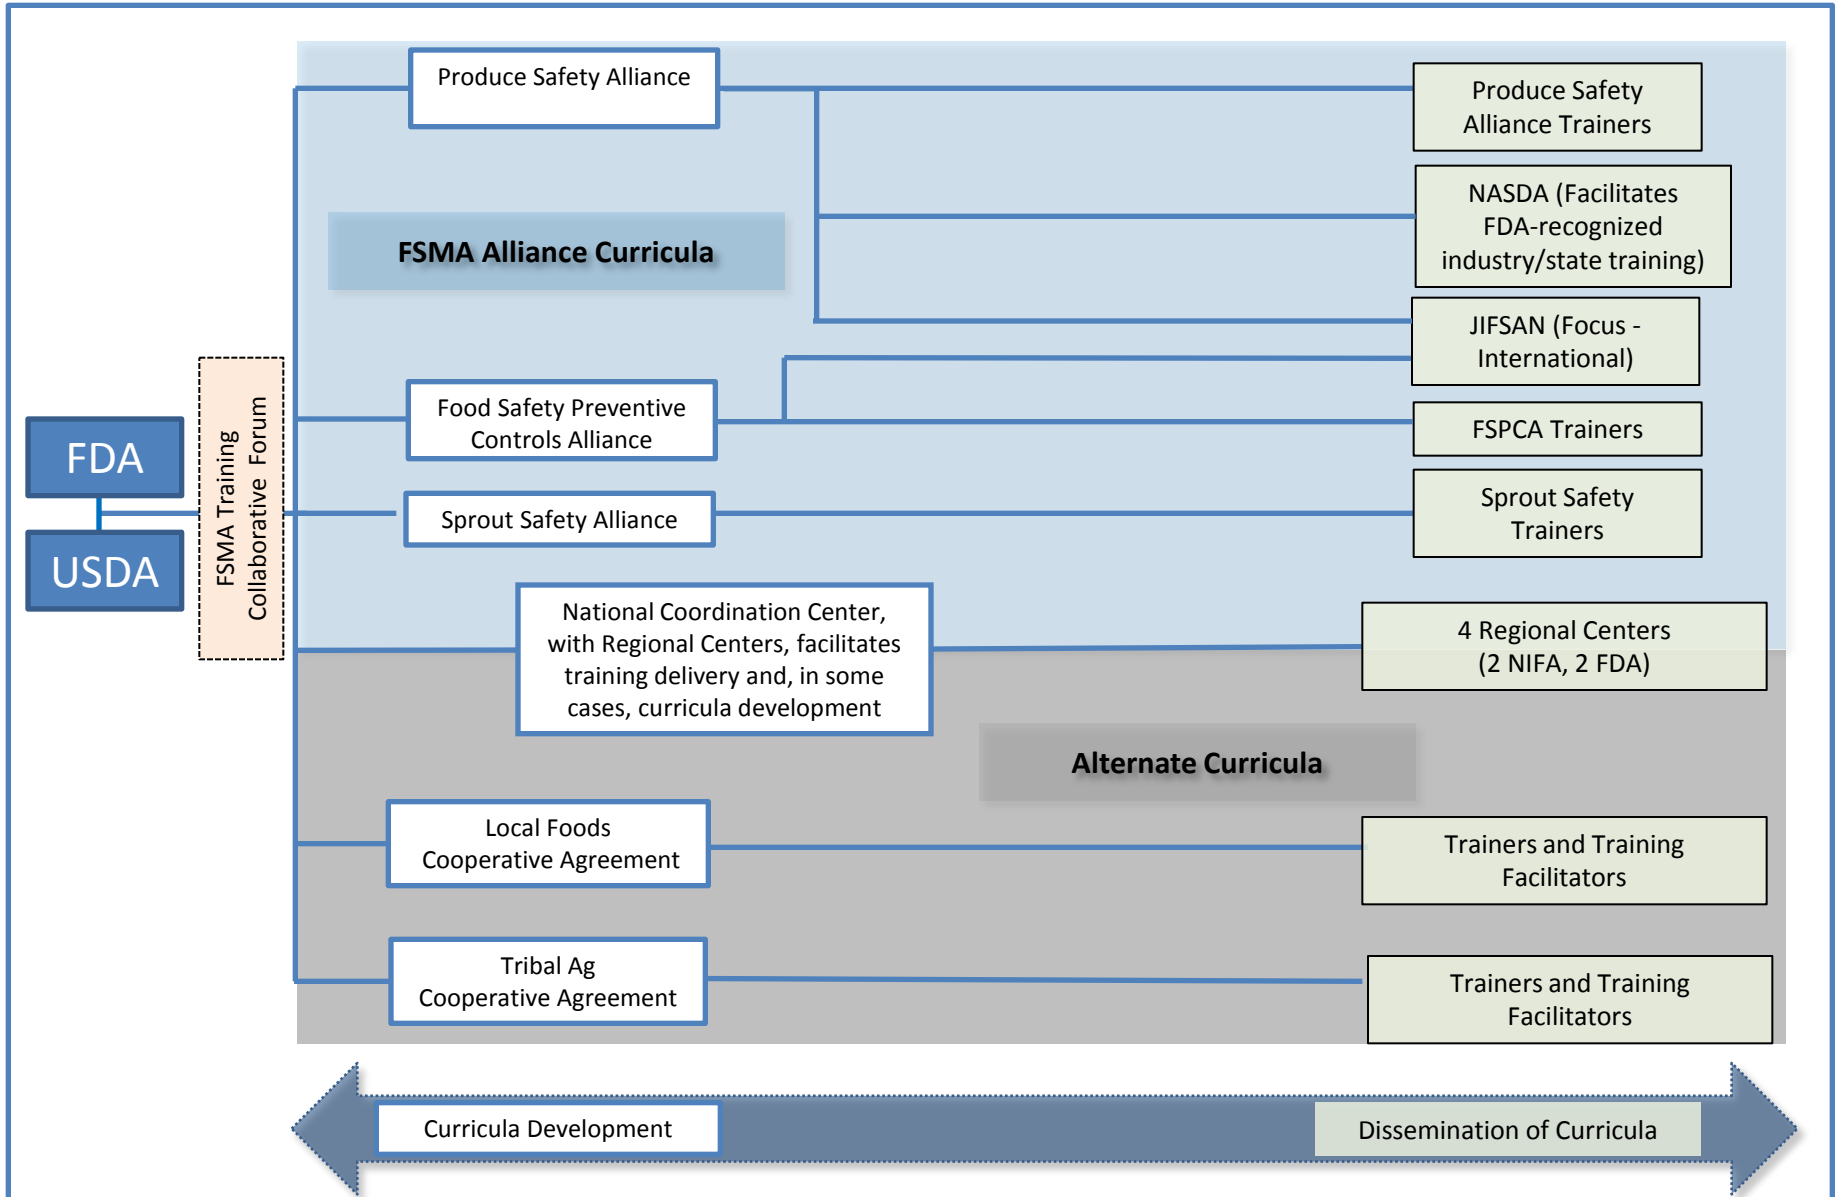 Produce Safety Alliance
Produce Safety
Alliance Trainers
NASDA (Facilitates
FDA-recognized
industry/state training)
FSMA Alliance Curricula
JIFSAN (Focus -
International)
Food Safety Preventive
Controls Alliance
FSPCA Trainers
FDA
USDA
FSMA Training
Collaborative Forum
Sprout Safety Alliance
Sprout Safety
Trainers
National Coordination Center,
with Regional Centers, facilitates
training delivery and, in some
cases, curricula development
4 Regional Centers
(2 NIFA, 2 FDA)
Alternate Curricula
Local Foods
Cooperative Agreement
Trainers and Training
Facilitators
Tribal Ag
Cooperative Agreement
Trainers and Training
Facilitators
Curricula Development
Dissemination of Curricula